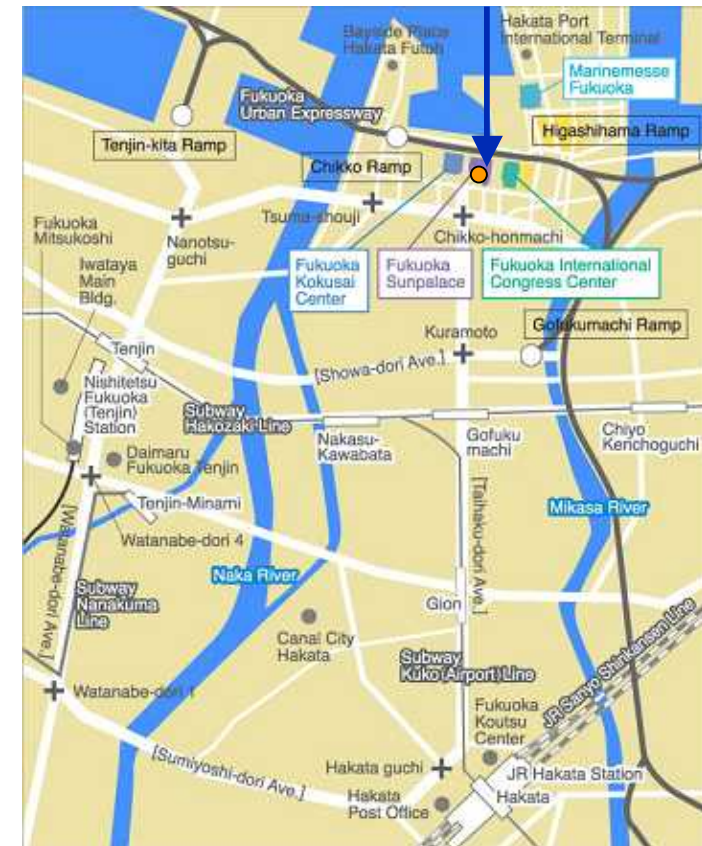 Bayside Place
Hakata Futoh
Hakata Port
International Terminal
Marinemesse
Fukuoka
Fukuoka
Urban Expressway
Tenjin-kita Ramp
Chikko Ramp
Higashihama Ramp
Tsuma-shouji
Chikko-honmachi
Fukuoka
Mitsukoshi
Nanotsu-
guchi
Iwataya
Main
Bldg.
Fukuoka
Kokusai
Center
Fukuoka
Sunpalace
Fukuoka International
Congress Center
Kuramoto
Gofukumachi Ramp
Tenjin
[Showa-dori Ave.]
Nishitetsu
Fukuoka
(Tenjin)
Station
Subway
Hakozaki Line
Nakasu-
Kawabata
Gofuku
machi
Chiyo
Kenchoguchi
Daimaru
Fukuoka Tenjin
Tenjin-Minami
[Taihaku-dori Ave.]
Mikasa River
[Watanabe-dori Ave.]
Watanabe-dori 4
Naka River
Subway
Nanakuma
Line
Gion
Canal City
Hakata
Subway
Kuko (Airport) Line
JR Sanyo Shinkansen Line
Watanabe-dori 1
Fukuoka
Koutsu
Center
[Sumiyoshi-dori Ave.]
Hakata guchi
JR Hakata Station
Hakata
Post Office
Hakata